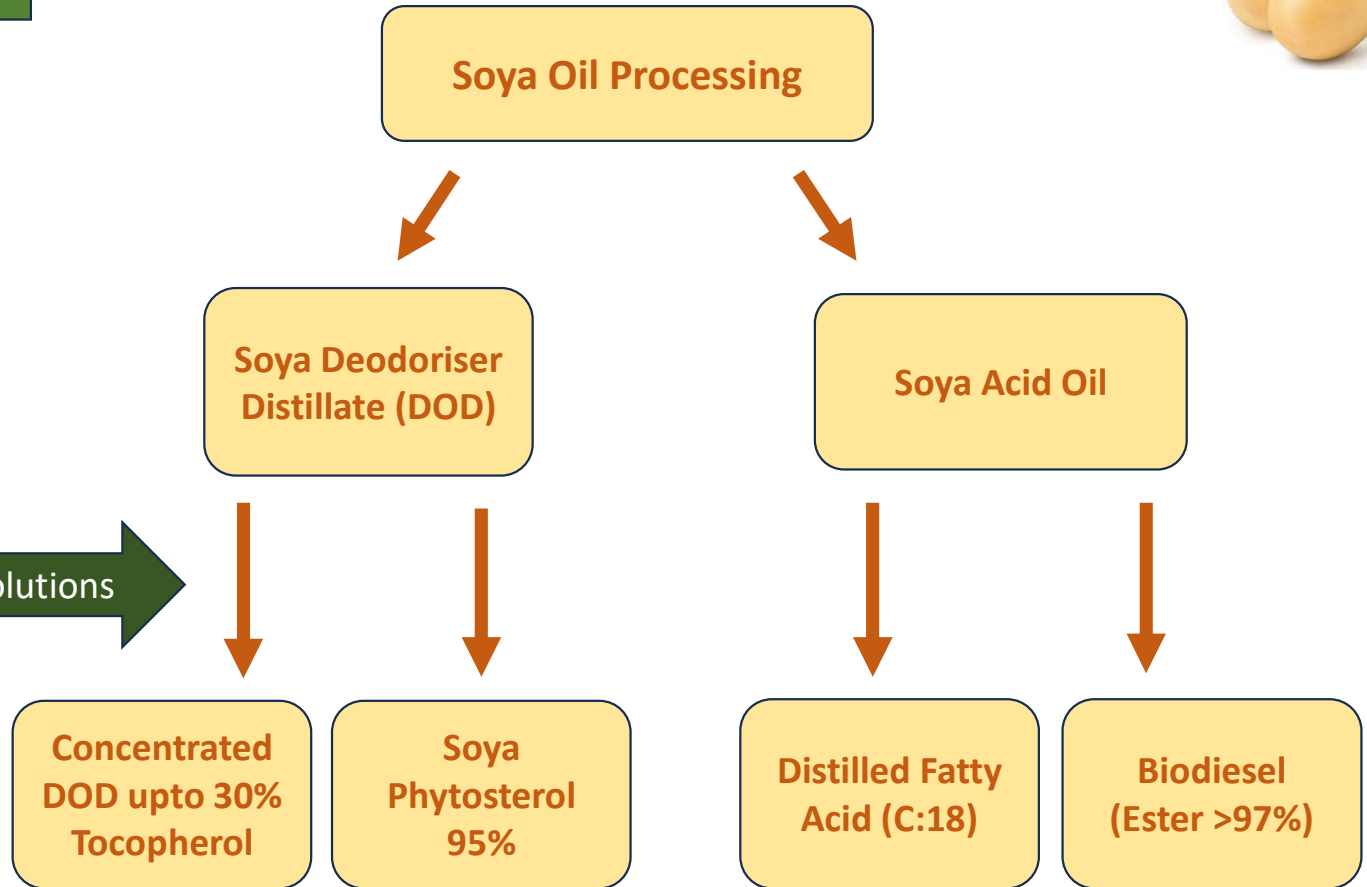 Soya Oil Processing
Soya Deodoriser
Distillate (DOD)
Soya Acid Oil
Concentrated
DOD upto 30%
Tocopherol
Soya
Phytosterol
95%
Distilled Fatty
Acid (C:18)
Biodiesel
(Ester >97%)